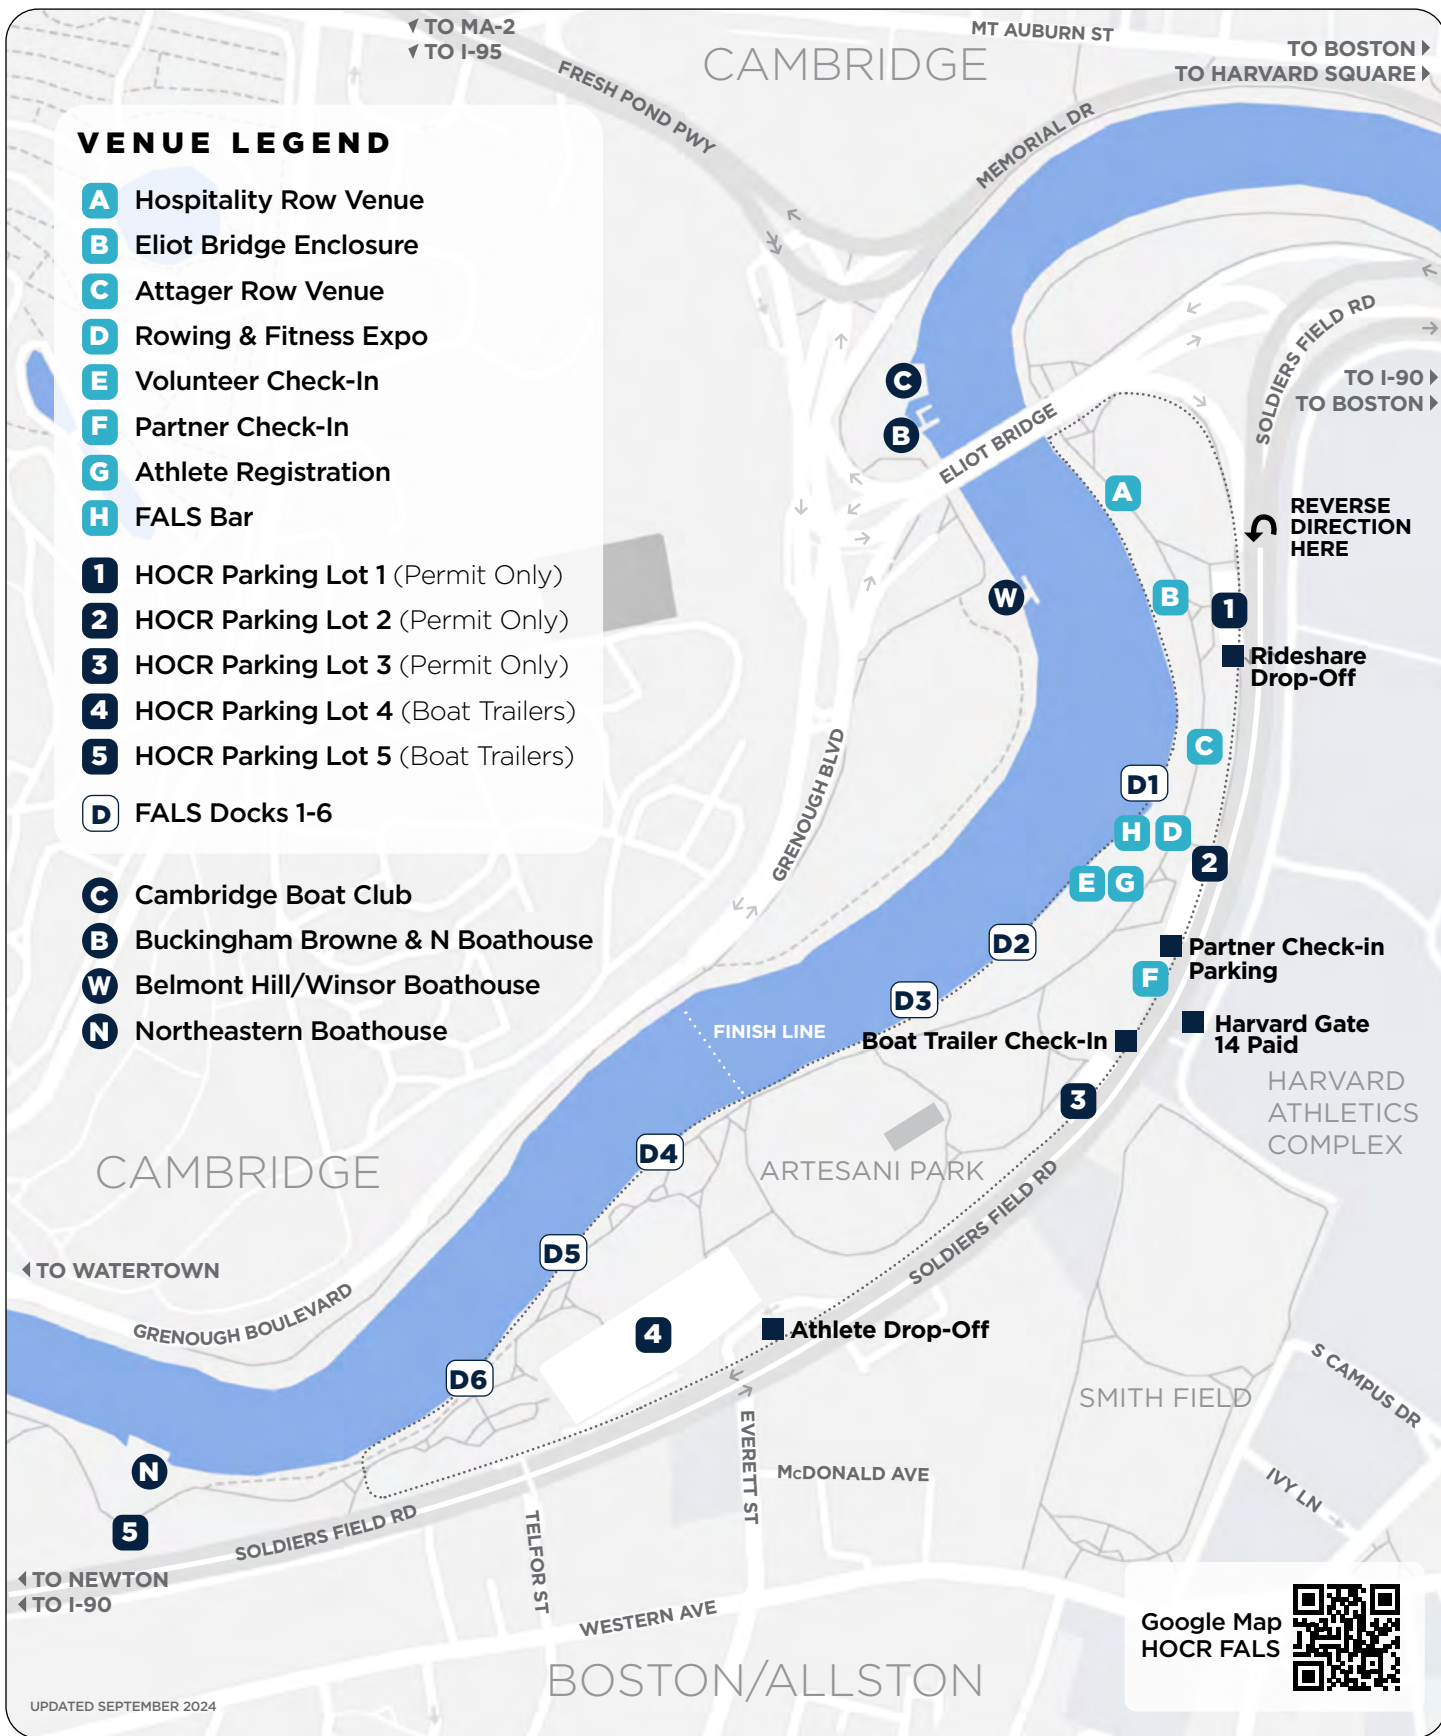 TO MA-2
TO I-95
MT AUBURN ST
CAMBRIDGE
TO BOSTON
TO HARVARD SQUARE
FRESH POND PWY
MEMORIAL DR
VENUE LEGEND
A Hospitality Row Venue
B Eliot Bridge Enclosure
C Attager Row Venue
D Rowing & Fitness Expo
E Volunteer Check-In
F Partner Check-In
G Athlete Registration
H FALS Bar
1 HOCR Parking Lot 1 (Permit Only)
2 HOCR Parking Lot 2 (Permit Only)
3 HOCR Parking Lot 3 (Permit Only)
4 HOCR Parking Lot 4 (Boat Trailers)
5 HOCR Parking Lot 5 (Boat Trailers)
D FALS Docks 1-6
C Cambridge Boat Club
B Buckingham Browne & N Boathouse
W Belmont Hill/Winsor Boathouse
N Northeastern Boathouse
SOLDIERS FIELD RD
TO I-90
TO BOSTON
C
B
ELIOT BRIDGE
A
REVERSE
DIRECTION
HERE
W
B
1
Rideshare
Drop-Off
C
GRENOUGH BLVD
D1
H
D
2
E
G
D2
Partner Check-in
Parking
F
D3
FINISH LINE
Boat Trailer Check-In
Harvard Gate
14 Paid
3
HARVARD
ATHLETICS
COMPLEX
CAMBRIDGE
D4
ARTESANI PARK
SOLDIERS FIELD RD
D5
TO WATERTOWN
GRENOUGH BOULEVARD
4
Athlete Drop-Off
D6
SMITH FIELD
S CAMPUS DR
EVERETT ST
McDONALD AVE
IVY LN
N
5
SOLDIERS FIELD RD
TELFOR ST
TO NEWTON
TO I-90
WESTERN AVE
Google Map
HOCR FALS
BOSTON/ALLSTON
UPDATED SEPTEMBER 2024